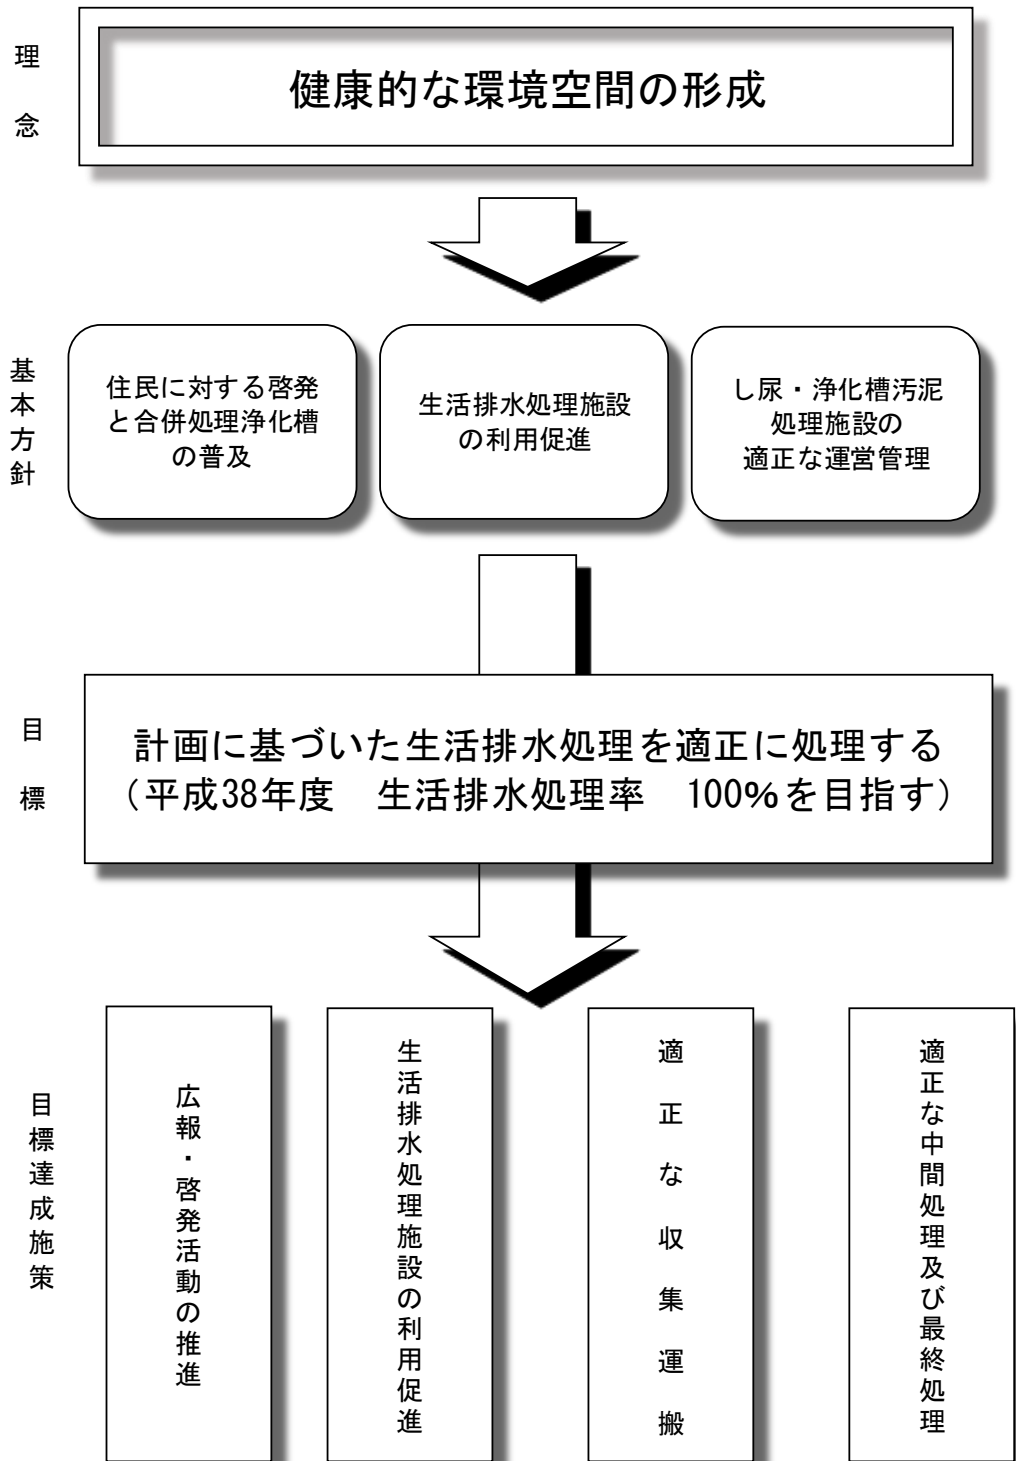 理念
健康的な環境空間の形成
基本方針
住民に対する啓発
と合併処理浄化槽
の普及
生活排水処理施設
の利用促進
し尿・浄化槽汚泥
処理施設の
適正な運営管理
目標
計画に基づいた生活排水処理を適正に処理する
（平成38年度　生活排水処理率　100%を目指す）
目標達成施策
広報・啓発活動の推進
生活排水処理施設の利用促進
適正な収集運搬
適正な中間処理及び最終処理